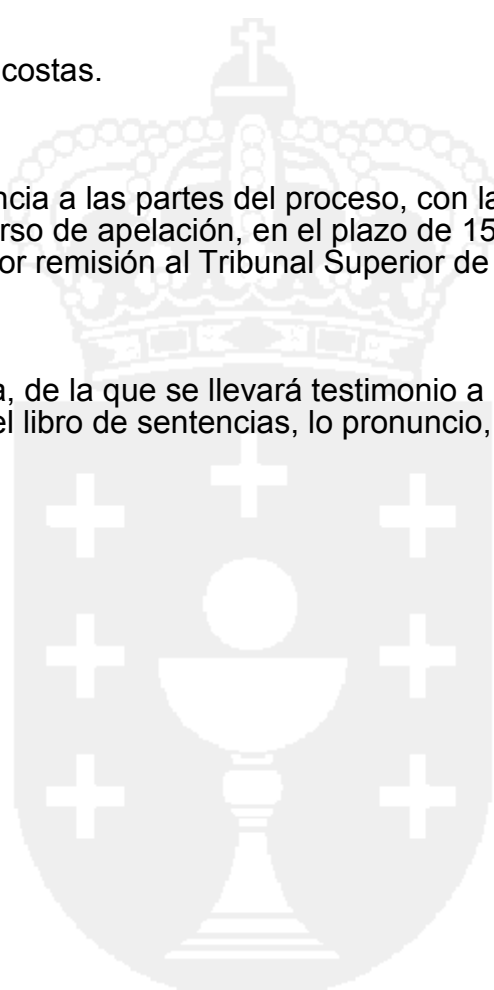 costas.
ncia a las partes del proceso, con la
rso de apelación, en el plazo de 15
or remisión al Tribunal Superior de
a, de la que se llevará testimonio a
el libro de sentencias, lo pronuncio,